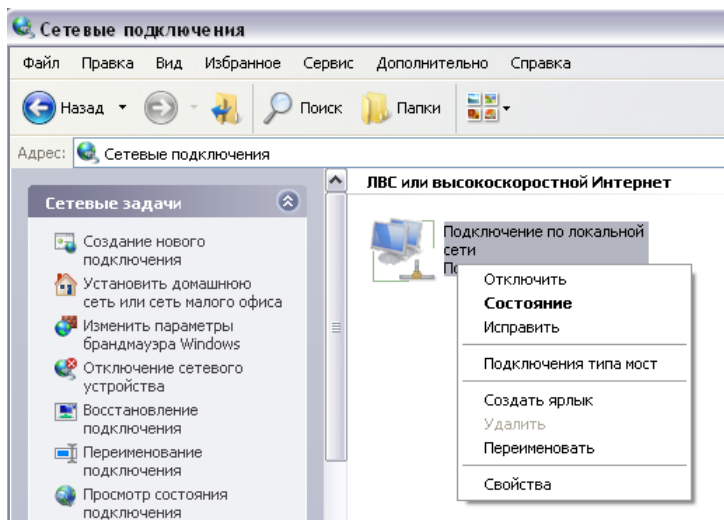 Сетевые подключения
Файл Правка Вид Избранное Сервис Дополнительно Справка
Назад Поиск Папки
Адрес: Сетевые подключения
Сетевые задачи
Создание нового
подключения
Установить домашнюю
сеть или сеть малого офиса
Изменить параметры
брандмауэра Windows
Отключение сетевого
устройства
Восстановление
подключения
Переименование
подключения
Просмотр состояния
подключения
ЛВС или высокоскоростной Интернет
Подключение по локальной
сети
Отключить
Состояние
Исправить
Подключения типа мост
Создать ярлык
Удалить
Переименовать
Свойства